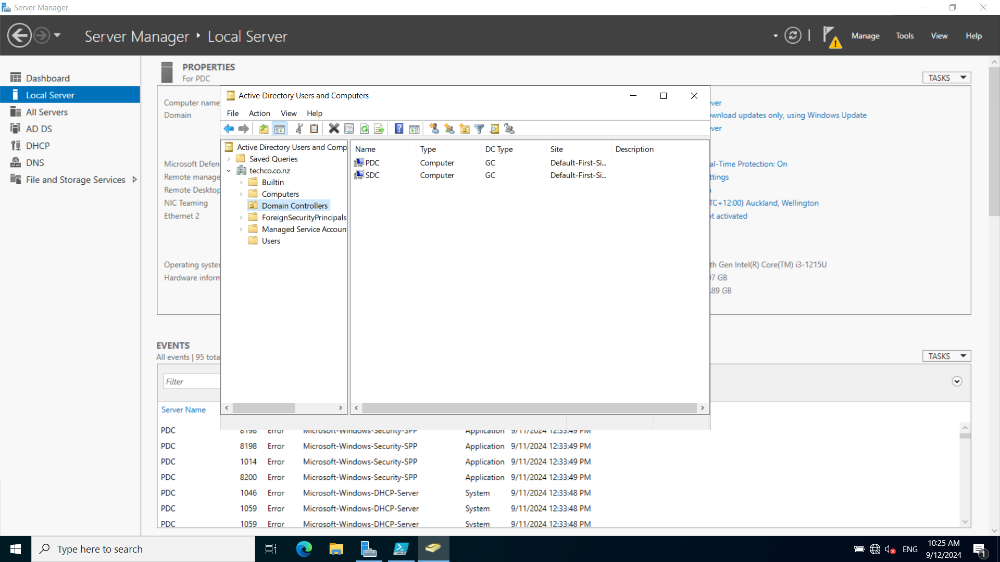 Server Manager
Server Manager • Local Server
Manage Tools View Help
Dashboard
Local Server
All Servers
AD DS
DHCP
DNS
File and Storage Services
PROPERTIES
For PDC
TASKS
Computer name
Domain
Microsoft Defen
Remote manage
Remote Desktop
NIC Teaming
Ethernet 2
Operating system
Hardware inform
ver
wnload updates only, using Windows Update
ever
al-Time Protection: On
ttings
TC+12:00) Auckland, Wellington
t activated
th Gen Intel(R) Core(TM) i3-1215U
7 GB
.89 GB
Active Directory Users and Computers
File Action View Help
Active Directory Users and Comp
Saved Queries
techco.co.nz
Builtin
Computers
Domain Controllers
ForeignSecurityPrincipals
Managed Service Accoun
Users
Name Type DC Type Site Description
PDC Computer GC Default-First-Si...
SDC Computer GC Default-First-Si...
EVENTS
All events | 95 tota
TASKS
Filter
Server Name
PDC 8198 Error Microsoft-Windows-Security-SPP Application 9/11/2024 12:33:49 PM
PDC 8198 Error Microsoft-Windows-Security-SPP Application 9/11/2024 12:33:49 PM
PDC 1014 Error Microsoft-Windows-Security-SPP Application 9/11/2024 12:33:49 PM
PDC 8200 Error Microsoft-Windows-Security-SPP Application 9/11/2024 12:33:49 PM
PDC 1046 Error Microsoft-Windows-DHCP-Server System 9/11/2024 12:33:48 PM
PDC 1059 Error Microsoft-Windows-DHCP-Server System 9/11/2024 12:33:48 PM
PDC 1059 Error Microsoft-Windows-DHCP-Server System 9/11/2024 12:33:48 PM
Type here to search
ENG
10:25 AM
9/12/2024
1